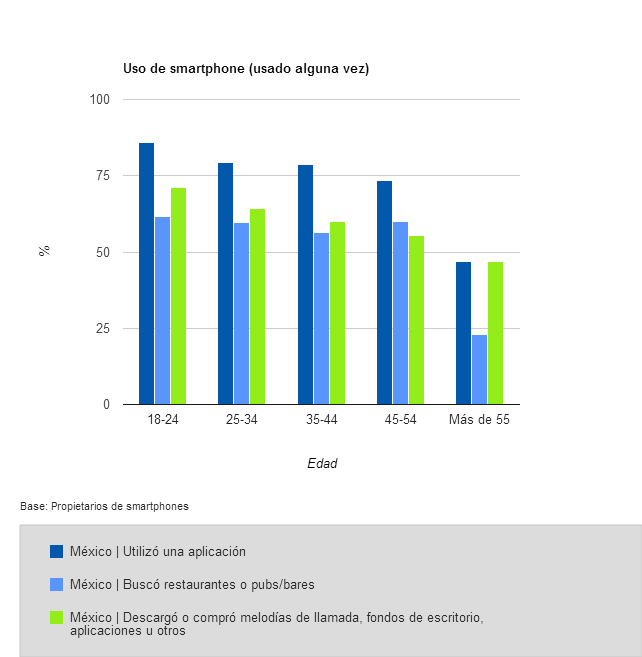 Uso de smartphone (usado alguna vez)
100
75
50
25
0
%
18-24 25-34 35-44 45-54 Más de 55
Edad
Base: Propietarios de smartphones
México | Utilizó una aplicación
México | Buscó restaurantes o pubs/bares
México | Descargó o compró melodías de llamada, fondos de escritorio,
aplicaciones u otros